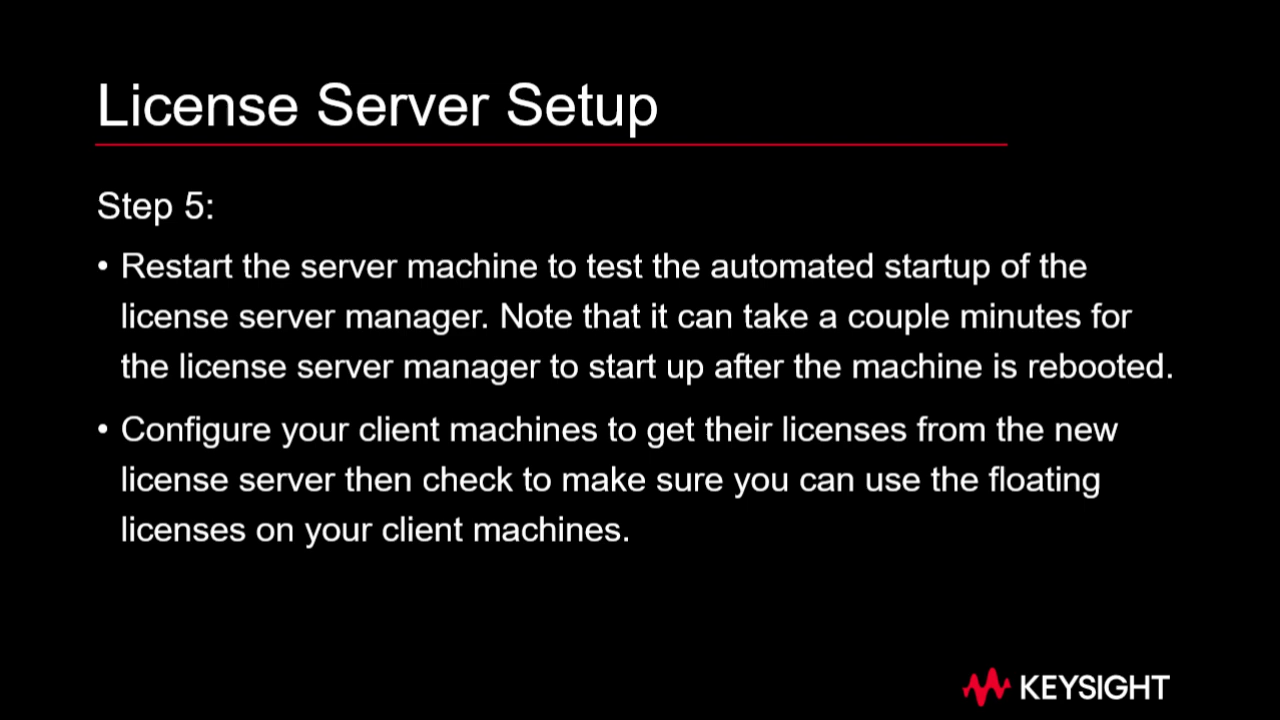 License Server Setup
Step 5:
• Restart the server machine to test the automated startup of the
license server manager. Note that it can take a couple minutes for
the license server manager to start up after the machine is rebooted.
• Configure your client machines to get their licenses from the new
license server then check to make sure you can use the floating
licenses on your client machines.
KEYSIGHT